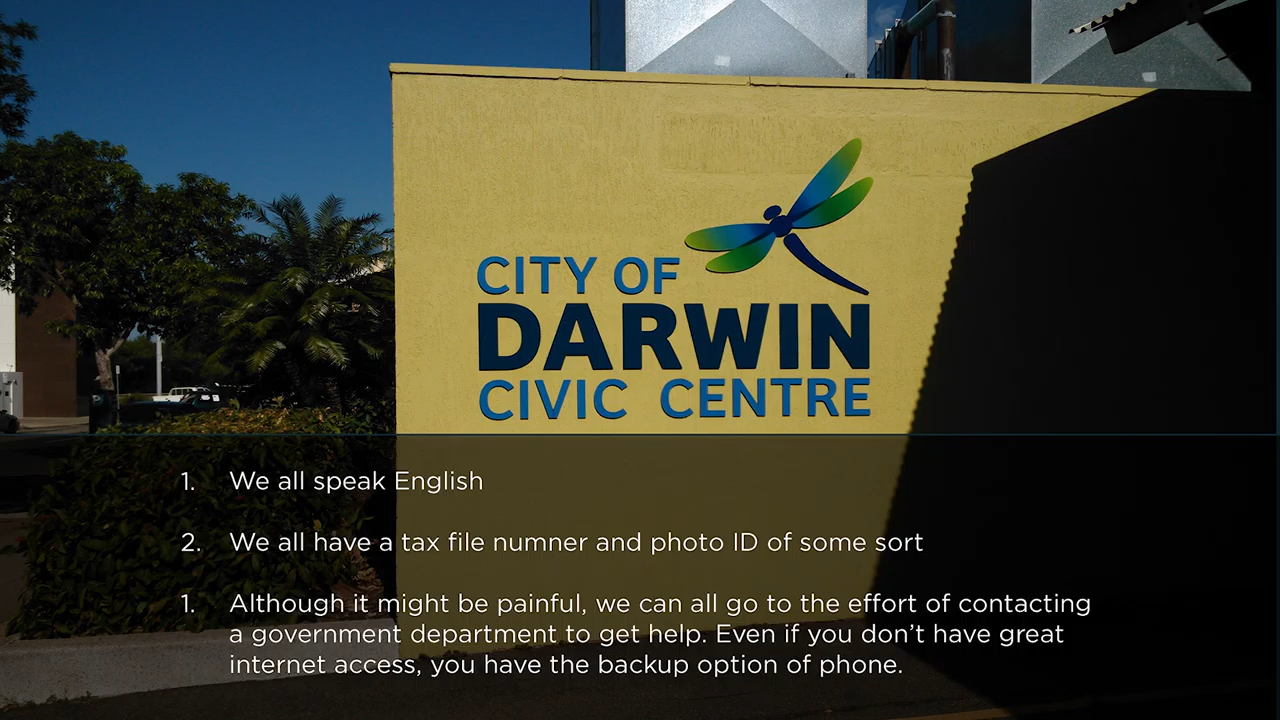 CITY OF
DARWIN
CIVIC CENTRE
1. We all speak English
2. We all have a tax file numner and photo ID of some sort
1. Although it might be painful, we can all go to the effort of contacting
a government department to get help. Even if you don’t have great
internet access, you have the backup option of phone.